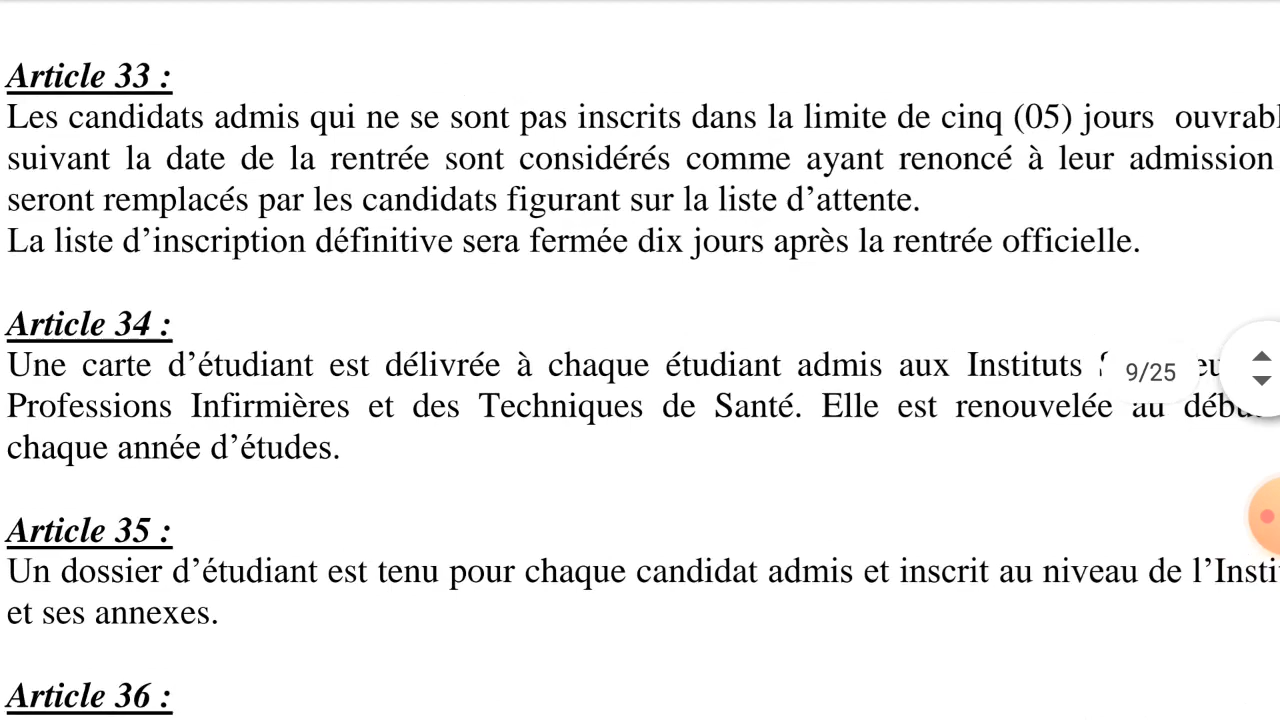 Article 33 :
Les candidats admis qui ne se sont pas inscrits dans la limite de cinq (05) jours ouvrabl
suivant la date de la rentrée sont considérés comme ayant renoncé à leur admission
seront remplacés par les candidats figurant sur la liste d’attente.
La liste d’inscription définitive sera fermée dix jours après la rentrée officielle.
Article 34 :
Une carte d’étudiant est délivrée à chaque étudiant admis aux Instituts
9/25
Professions Infirmières et des Techniques de Santé. Elle est renouvelée au débu
chaque année d’études.
Article 35 :
Un dossier d’étudiant est tenu pour chaque candidat admis et inscrit au niveau de l’Insti
et ses annexes.
Article 36 :